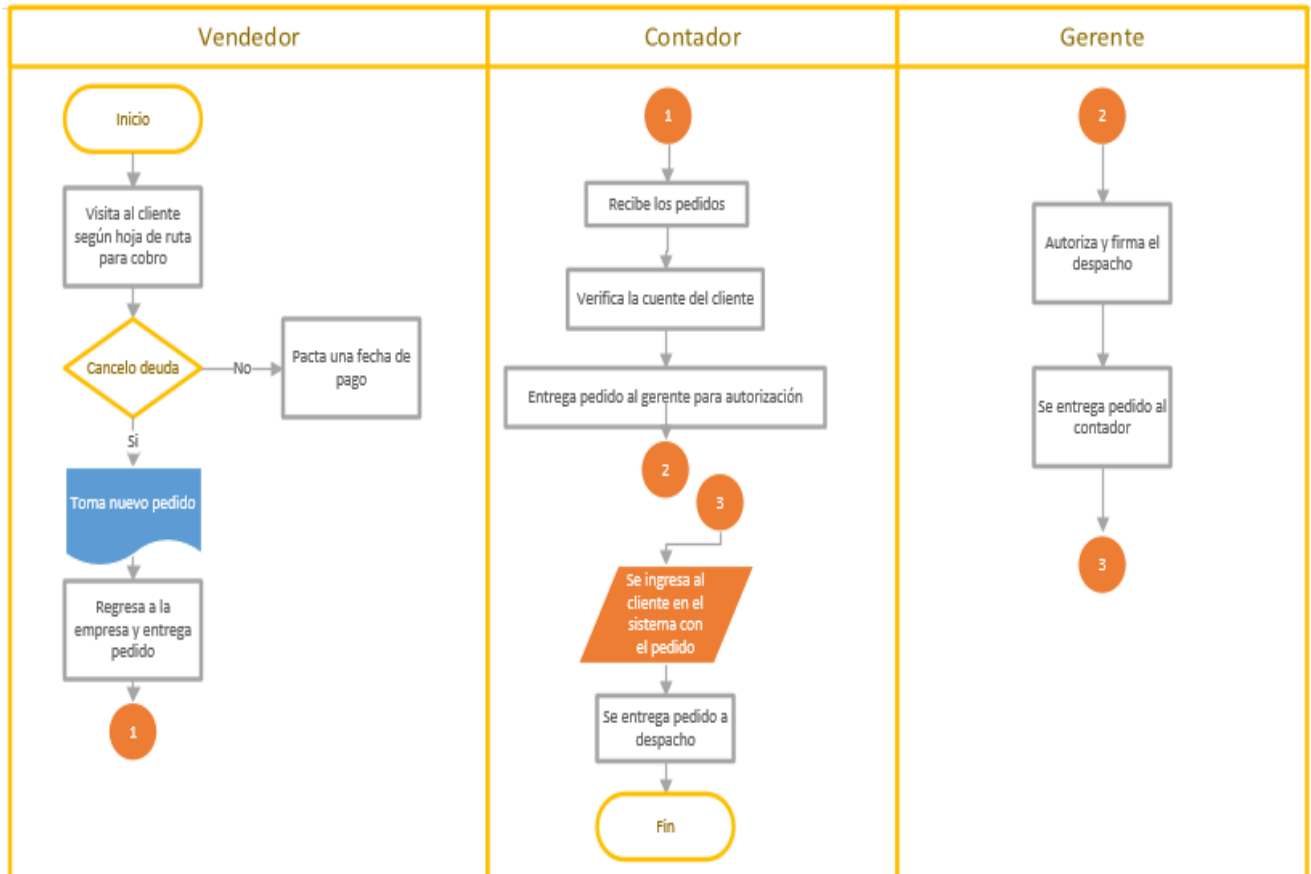 Vendedor
Contador
Gerente
Inicio
Visita al cliente
según hoja de ruta
para cobro
Cancelo deuda
No
Pacta una fecha de
pago
Si
Toma nuevo pedido
Regresa a la
empresa y entrega
pedido
1
1
Recibe los pedidos
Verifica la cuente del cliente
Entrega pedido al gerente para autorización
2
3
Se ingresa al
cliente en el
sistema con
el pedido
Se entrega pedido a
despacho
Fin
2
Autoriza y firma el
despacho
Se entrega pedido al
contador
3